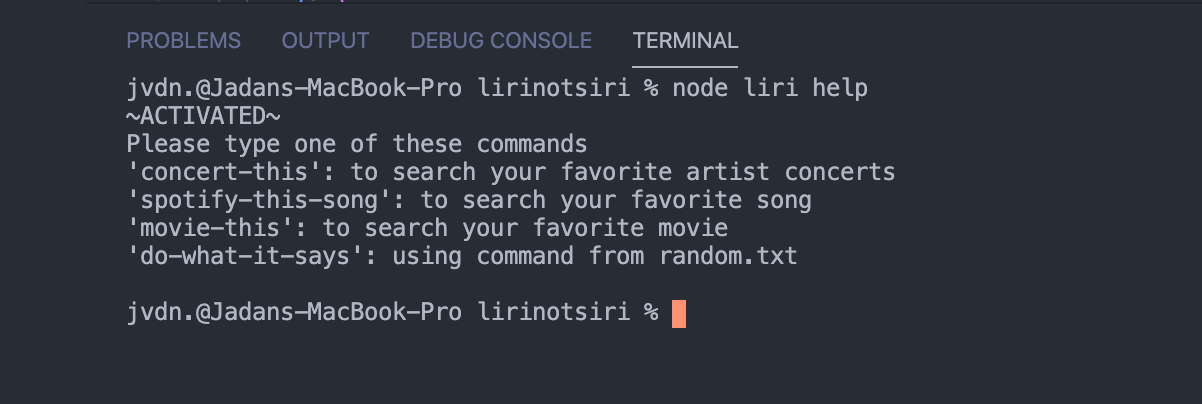 PROBLEMS OUTPUT DEBUG CONSOLE TERMINAL
jvdn.@Jadans-MacBook-Pro lirinotsiri % node liri help
~ACTIVATED~
Please type one of these commands
'concert-this': to search your favorite artist concerts
'spotify-this-song': to search your favorite song
'movie-this': to search your favorite movie
'do-what-it-says': using command from random.txt
jvdn.@Jadans-MacBook-Pro lirinotsiri %